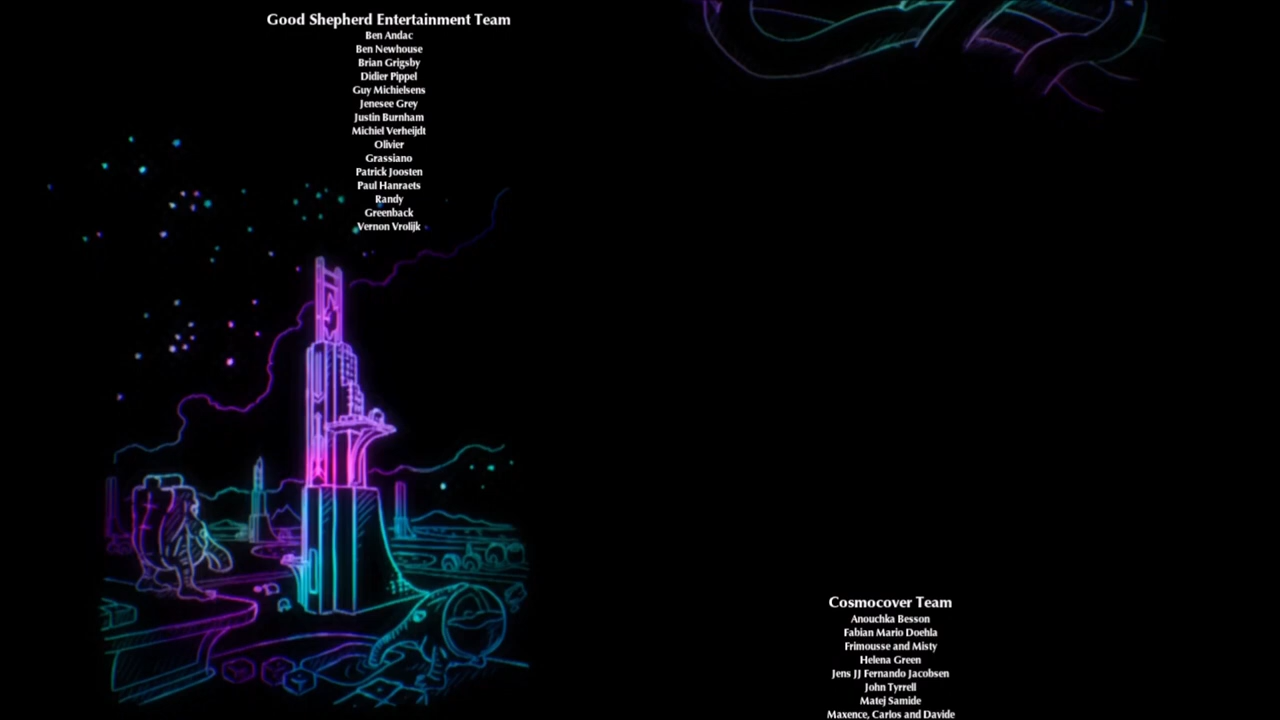 Good Shepherd Entertainment Team
Ben Andac
Ben Newhouse
Brian Grigsby
Didier Pippel
Guy Michielsens
Jenesee Grey
Justin Burnham
Michiel Verheijdt
Olivier
Grassiano
Patrick Joosten
Paul Hanraets
Randy
Greenback
Vernon Vrolijk
Cosmocover Team
Anouchka Besson
Fabian Mario Doehla
Frimousse and Misty
Helena Green
Jens JJ Fernando Jacobsen
John Tyrrell
Matej Samide
Maxence, Carlos and Davide